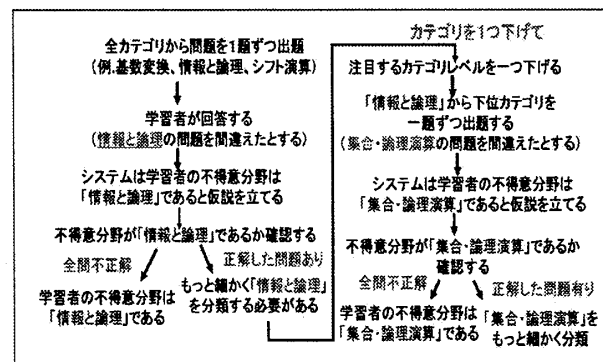 全カテゴリから問題を1題ずつ出題
(例.基数変換、情報と論理、シフト演算)
学習者が回答する
(情報と論理の問題を間違えたとする)
システムは学習者の不得意分野は
「情報と論理」であると仮説を立てる
不得意分野が「情報と論理」であるか確認する
全問不正解
正解した問題あり
学習者の不得意分野は
「情報と論理」である
もっと細かく「情報と論理」
を分類する必要がある
カテゴリを1つ下げて
注目するカテゴリレベルを一つ下げる
「情報と論理」から下位カテゴリを
一題ずつ出題する
(集合・論理演算の問題を間違えたとする)
システムは学習者の不得意分野は
「集合・論理演算」であると仮説を立てる
不得意分野が「集合・論理演算」であるか
確認する
全問不正解
正解した問題有り
学習者の不得意分野は
「集合・論理演算」である
「集合・論理演算」を
もっと細かく分類